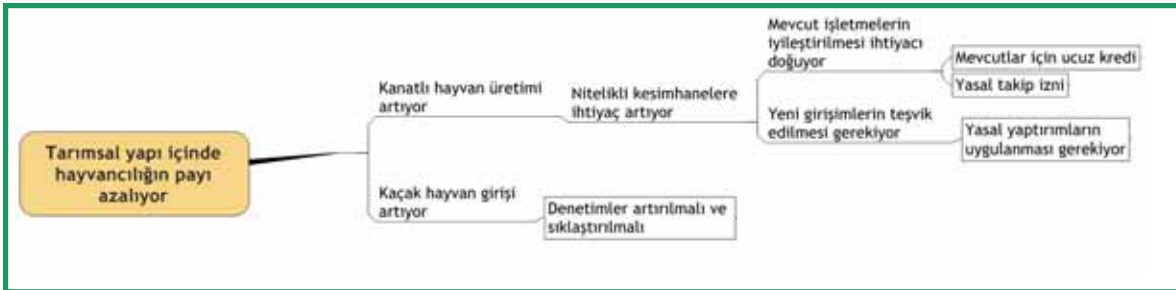 Tarımsal yapı içinde
hayvancılığın payı
azalıyor
Kanatlı hayvan üretimi
artıyor
Nitelikli kesimhanelere
ihtiyaç artıyor
Mevcut işletmelerin
iyileştirilmesi ihtiyacı
doğuyor
Mevcutlar için ucuz kredi
Yasal takip izni
Yeni girişimlerin teşvik
edilmesi gerekiyor
Yasal yaptırımların
uygulanması gerekiyor
Kaçak hayvan girişi
artıyor
Denetimler artırılmalı ve
sıklaştırılmalı